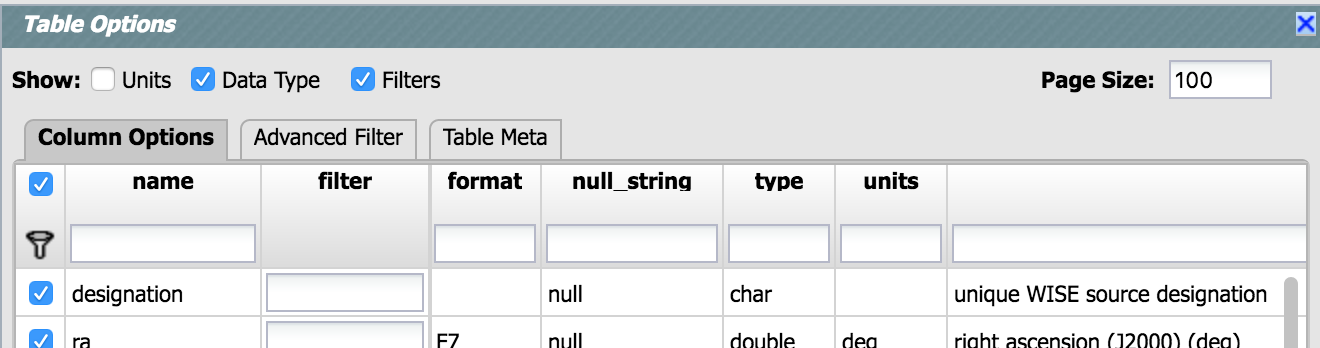 Table Options
Show: Units Data Type Filters Page Size: 100
Column Options Advanced Filter Table Meta
name filter format null_string type units
designation null char unique WISE source designation
ra F7 null double deg right ascension (J2000) (deg)